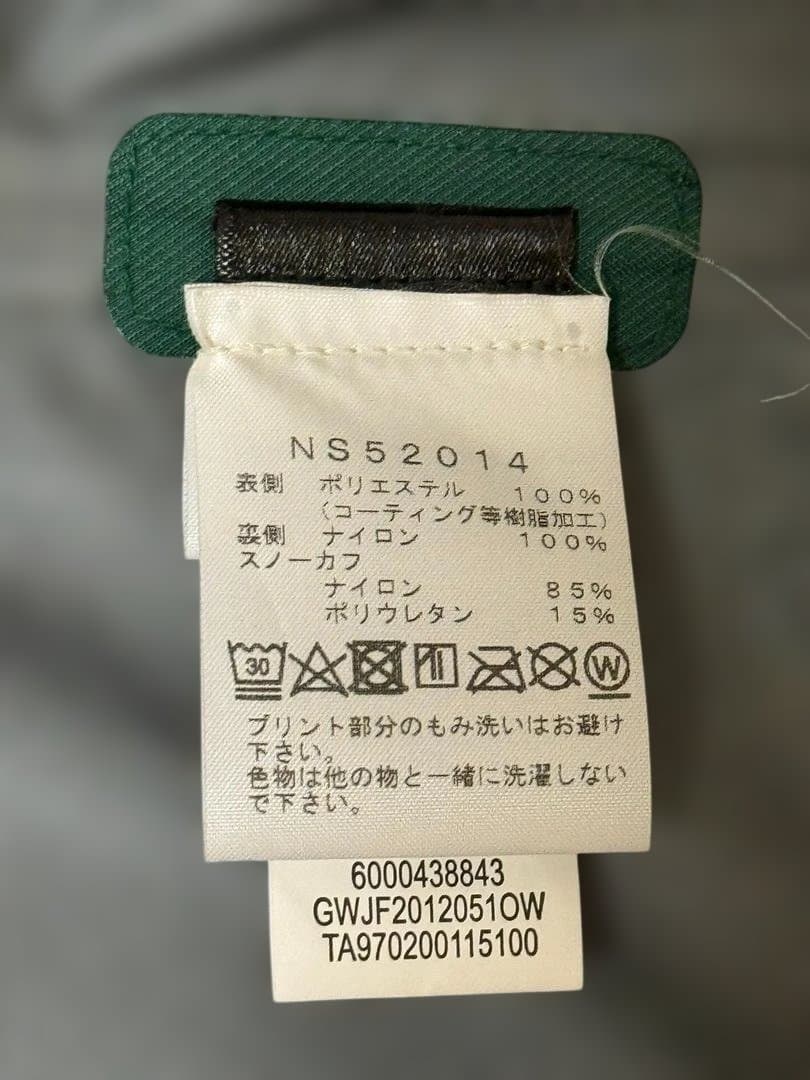 NS52014
表側 ポリエステル 100%
(コーティング等樹脂加工)
裏側 ナイロン 100%
スノーカフ
ナイロン 85%
ポリウレタン 15%
30 W
プリント部分のもみ洗いはお避け
下さい。
色物は他の物と一緒に洗濯しない
で下さい。
6000438843
GWJF2012051OW
TA970200115100